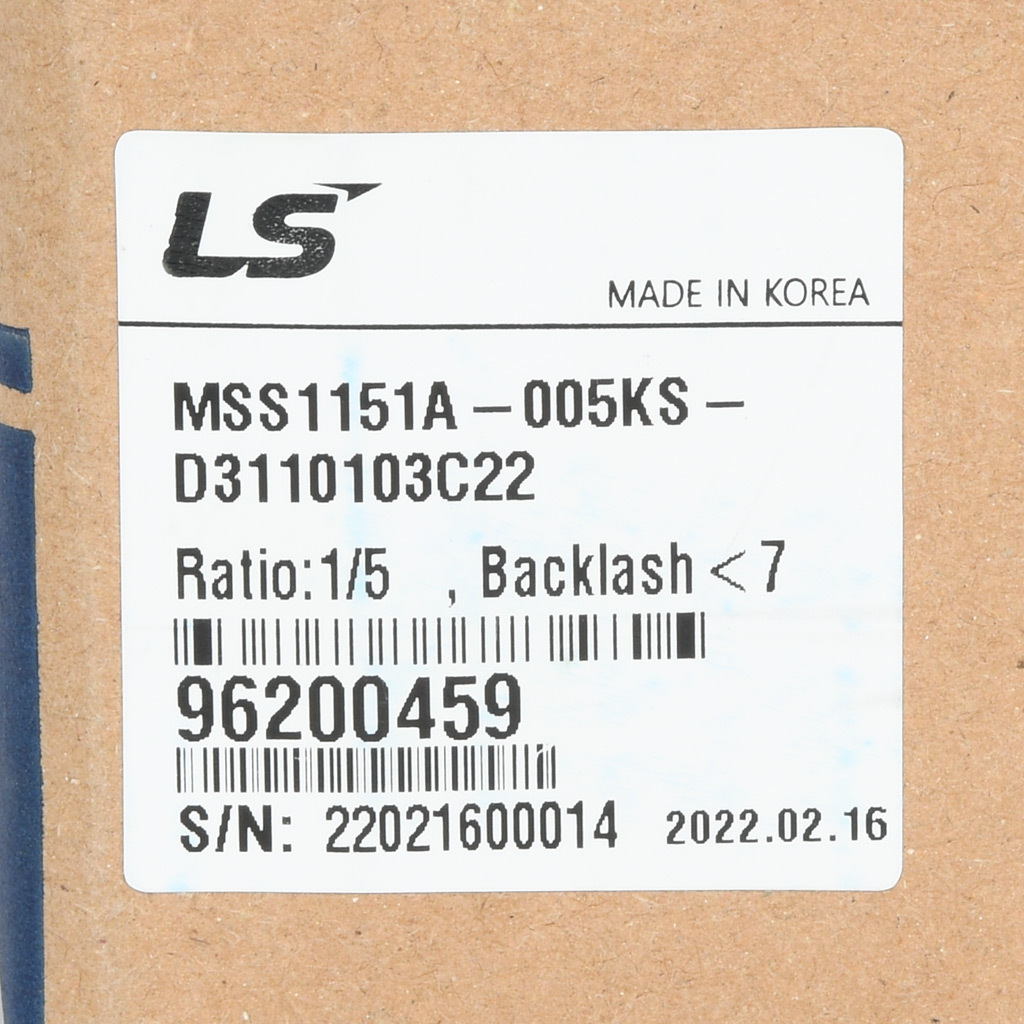 LS
MADE IN KOREA
MSS1151A - 005KS -
D3110103C22
Ratio:1/5 , Backlash < 7
96200459
S/N: 22021600014 2022.02.16